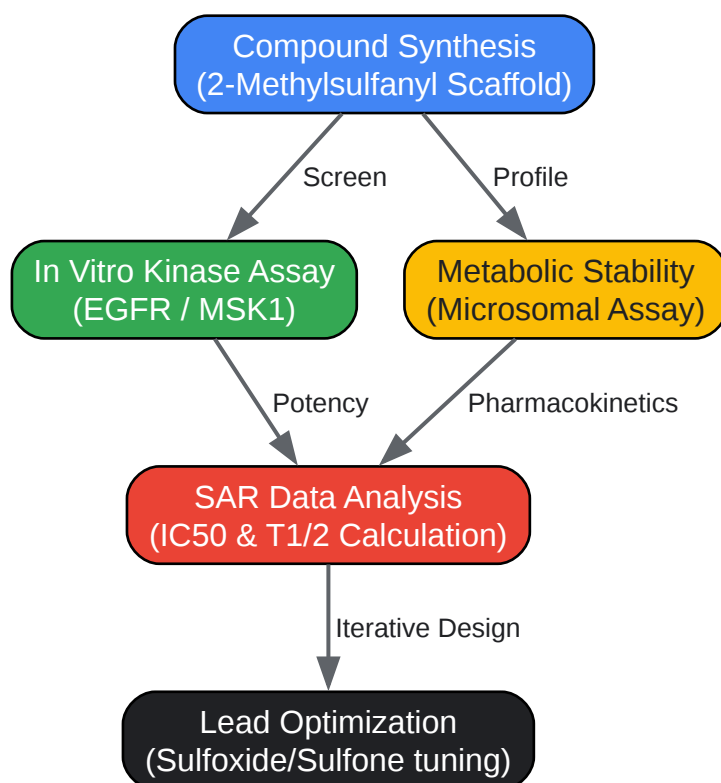 Compound Synthesis
(2-Methylsulfanyl Scaffold)
Screen
Profile
In Vitro Kinase Assay
(EGFR / MSK1)
Metabolic Stability
(Microsomal Assay)
Potency
Pharmacokinetics
SAR Data Analysis
(IC50 & T1/2 Calculation)
Iterative Design
Lead Optimization
(Sulfoxide/Sulfone tuning)